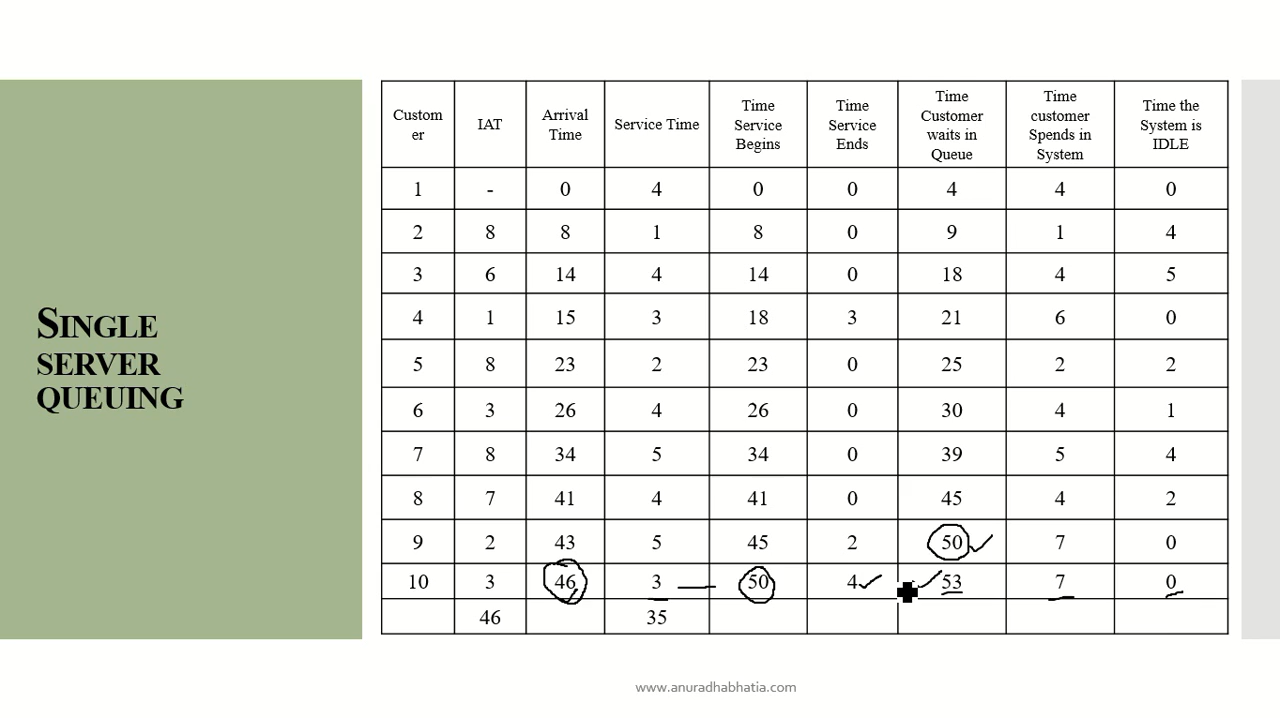 SINGLE
SERVER
QUEUING
Custom
er
IAT
Arrival
Time
Service Time
Time
Service
Begins
Time
Service
Ends
Time
Customer
waits in
Queue
Time
customer
Spends in
System
Time the
System is
IDLE
1 - 0 4 0 0 4 4 0
2 8 8 1 8 0 9 1 4
3 6 14 4 14 0 18 4 5
4 1 15 3 18 3 21 6 0
5 8 23 2 23 0 25 2 2
6 3 26 4 26 0 30 4 1
7 8 34 5 34 0 39 5 4
8 7 41 4 41 0 45 4 2
9 2 43 5 45 2 50 7 0
10 3 46 3 50 4 53 7 0
46 35
www.anuradhabhatia.com